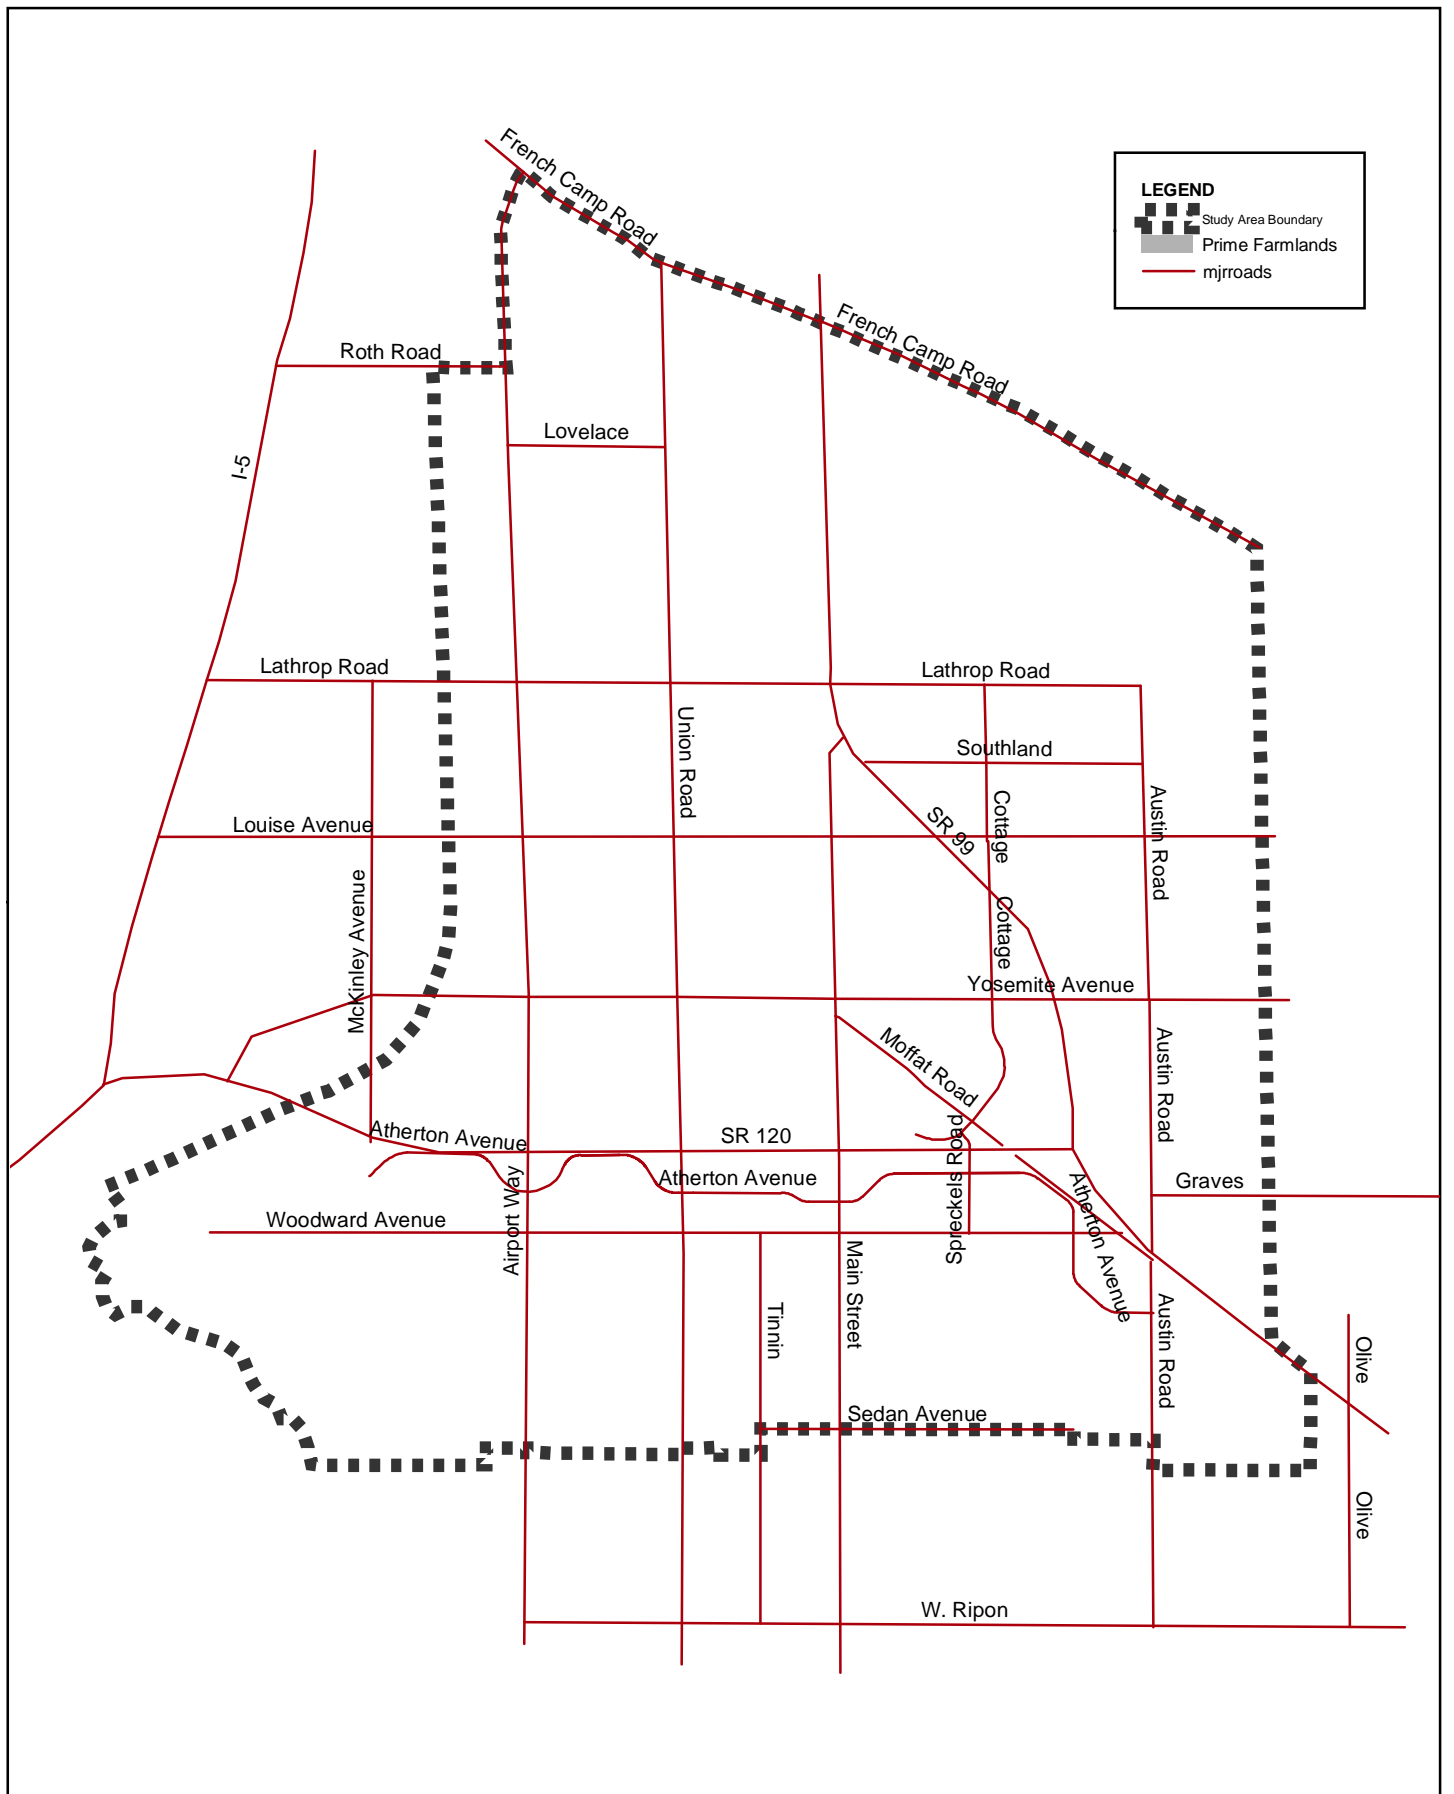 French Camp Road
LEGEND
Study Area Boundary
Prime Farmlands
mjrroads
French Camp Road
Roth Road
Lovelace
I-5
Lathrop Road
Lathrop Road
Union Road
Southland
Cottage
Austin Road
SR 99
Louise Avenue
McKinley Avenue
Cottage
Yosemite Avenue
Moffat Road
Austin Road
Atherton Avenue
SR 120
Spreckels Road
Atherton Avenue
Airport Way
Atherton Avenue
Graves
Woodward Avenue
Main Street
Tinnin
Austin Road
Olive
Sedan Avenue
Olive
W. Ripon